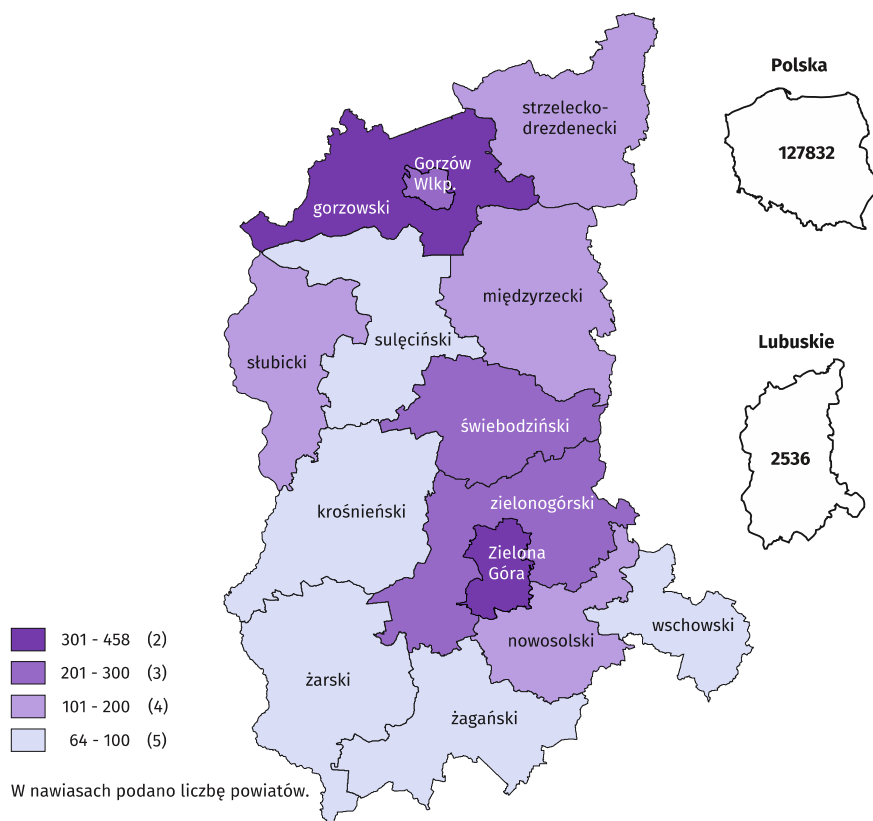 strzelecko-
drezdenecki
Polska
127832
Gorzów
Wlkp.
gorzowski
międzyrzecki
sulęciński
słubicki
Lubuskie
2536
świebodziński
zielonogórski
krośnieński
Zielona
Góra
wschowski
nowosolski
żarski
żagański
301 - 458 (2)
201 - 300 (3)
101 - 200 (4)
64 - 100 (5)
W nawiasach podano liczbę powiatów.